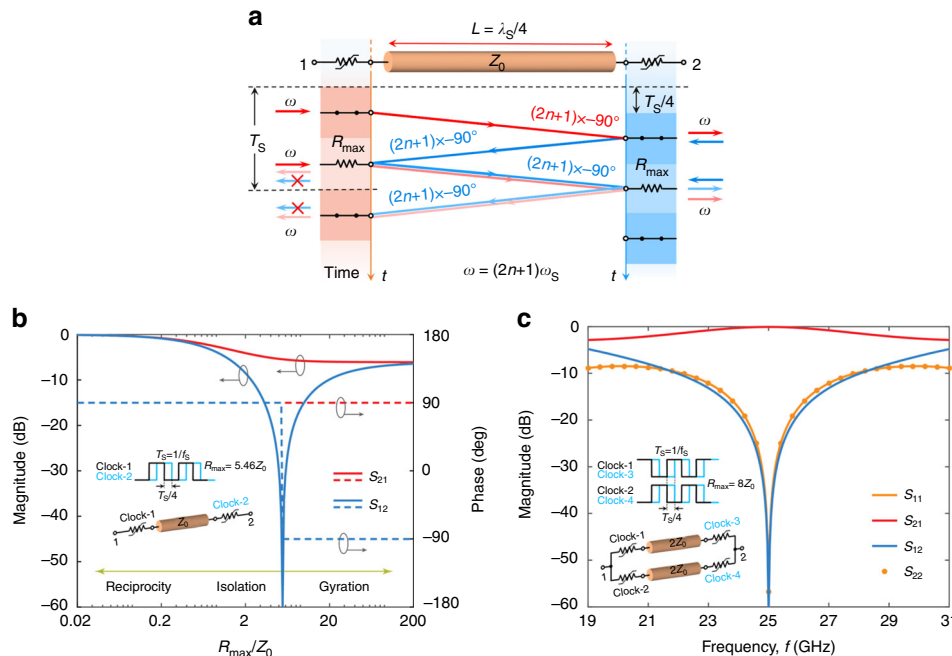 a
L = λS/4
1
Z0
2
TS/4
ω
(2n+1)×−90°
ω
TS
Rmax
(2n+1)×−90°
ω
(2n+1)×−90°
Rmax
(2n+1)×−90°
ω
ω
Time
t
ω = (2n+1)ωS
t
b
Magnitude (dB)
0
−10
−20
−30
−40
−50
−60
180
90
0
−90
−180
Phase (deg)
TS=1/fS
Clock-1
Clock-2
Rmax= 5.46Z0
TS/4
Clock-1
Z0
Clock-2
1
2
S21
S12
Reciprocity
Isolation
Gyration
0.02
0.2
2
20
200
Rmax/Z0
c
Magnitude (dB)
0
−10
−20
−30
−40
−50
−60
TS=1/fS
Clock-1
Clock-3
Rmax= 8Z0
Clock-2
Clock-4
TS/4
Clock-1
2Z0
Clock-3
1
2
Clock-2
2Z0
Clock-4
S11
S21
S12
S22
19
21
23
25
27
29
31
Frequency, f (GHz)